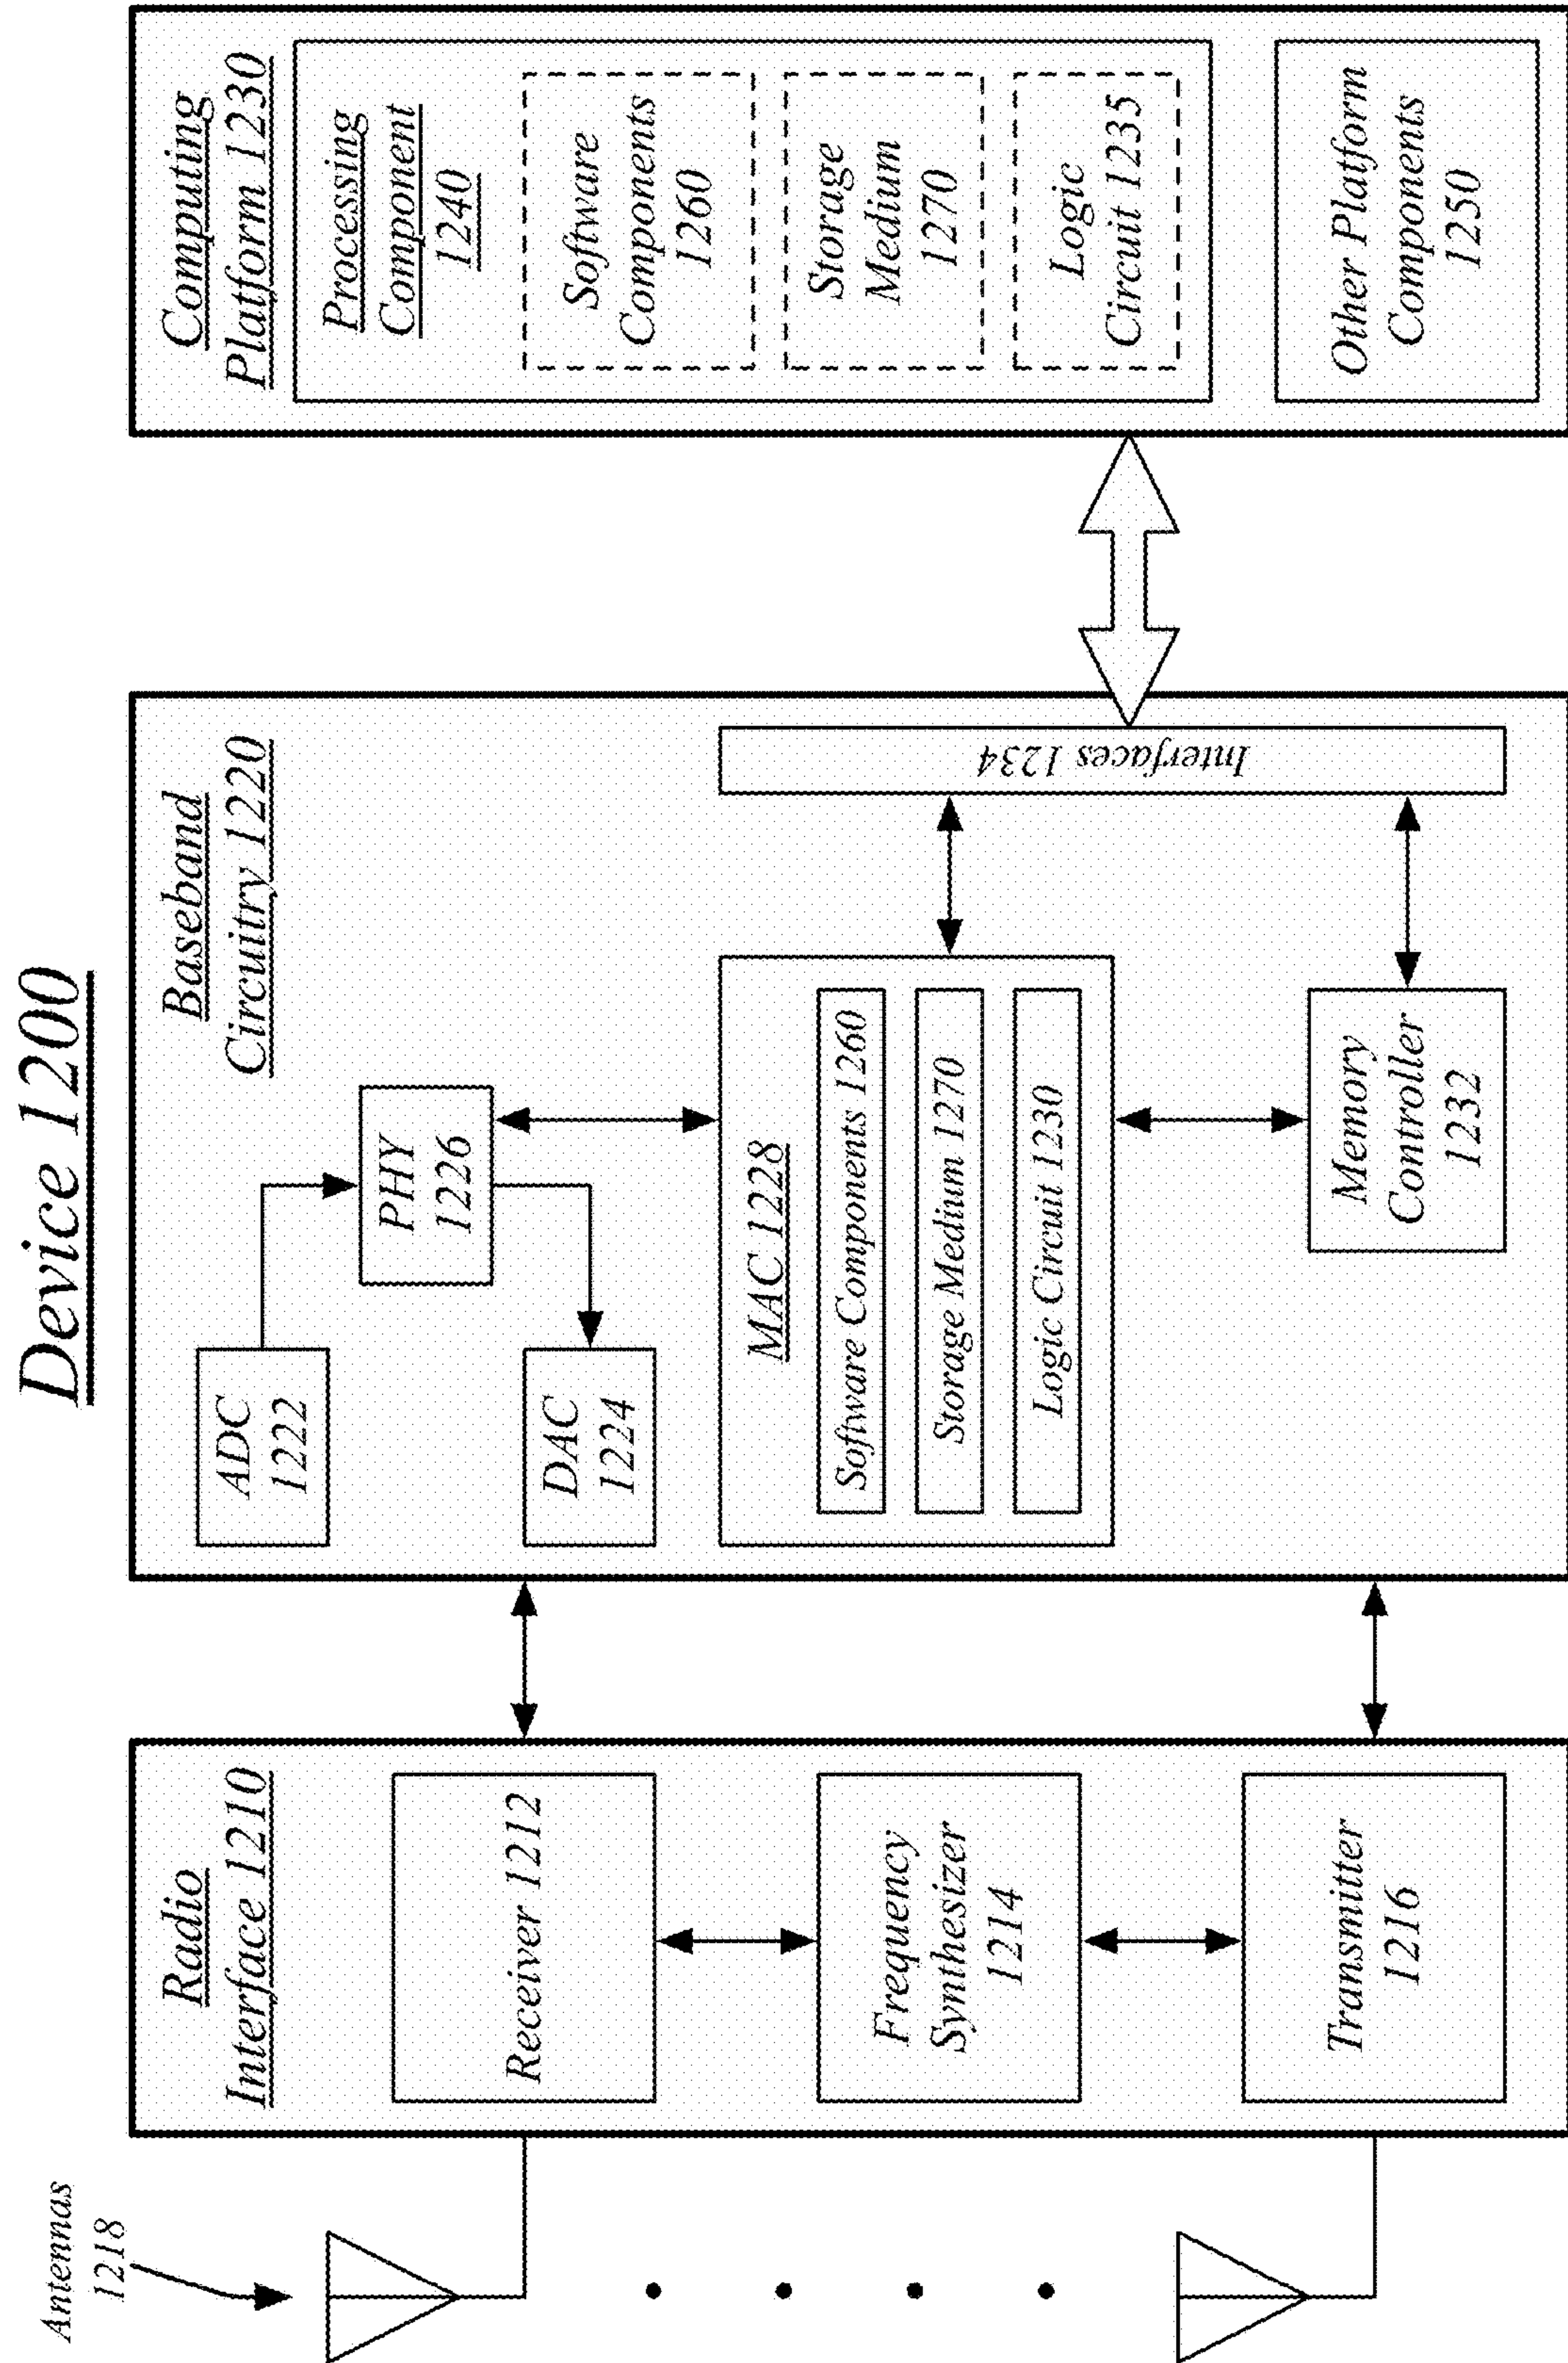 Device 1200
Antennas
1218
Radio
Interface 1210
Receiver 1212
Frequency
Synthesizer
1214
Transmitter
1216
Baseband
Circuitry 1220
ADC
1222
PHY
1226
DAC
1224
MAC 1228
Software Components 1260
Storage Medium 1270
Logic Circuit 1230
Memory
Controller
1232
Interfaces 1234
Computing
Platform 1230
Processing
Component
1240
Software
Components
1260
Storage
Medium
1270
Logic
Circuit 1235
Other Platform
Components
1250